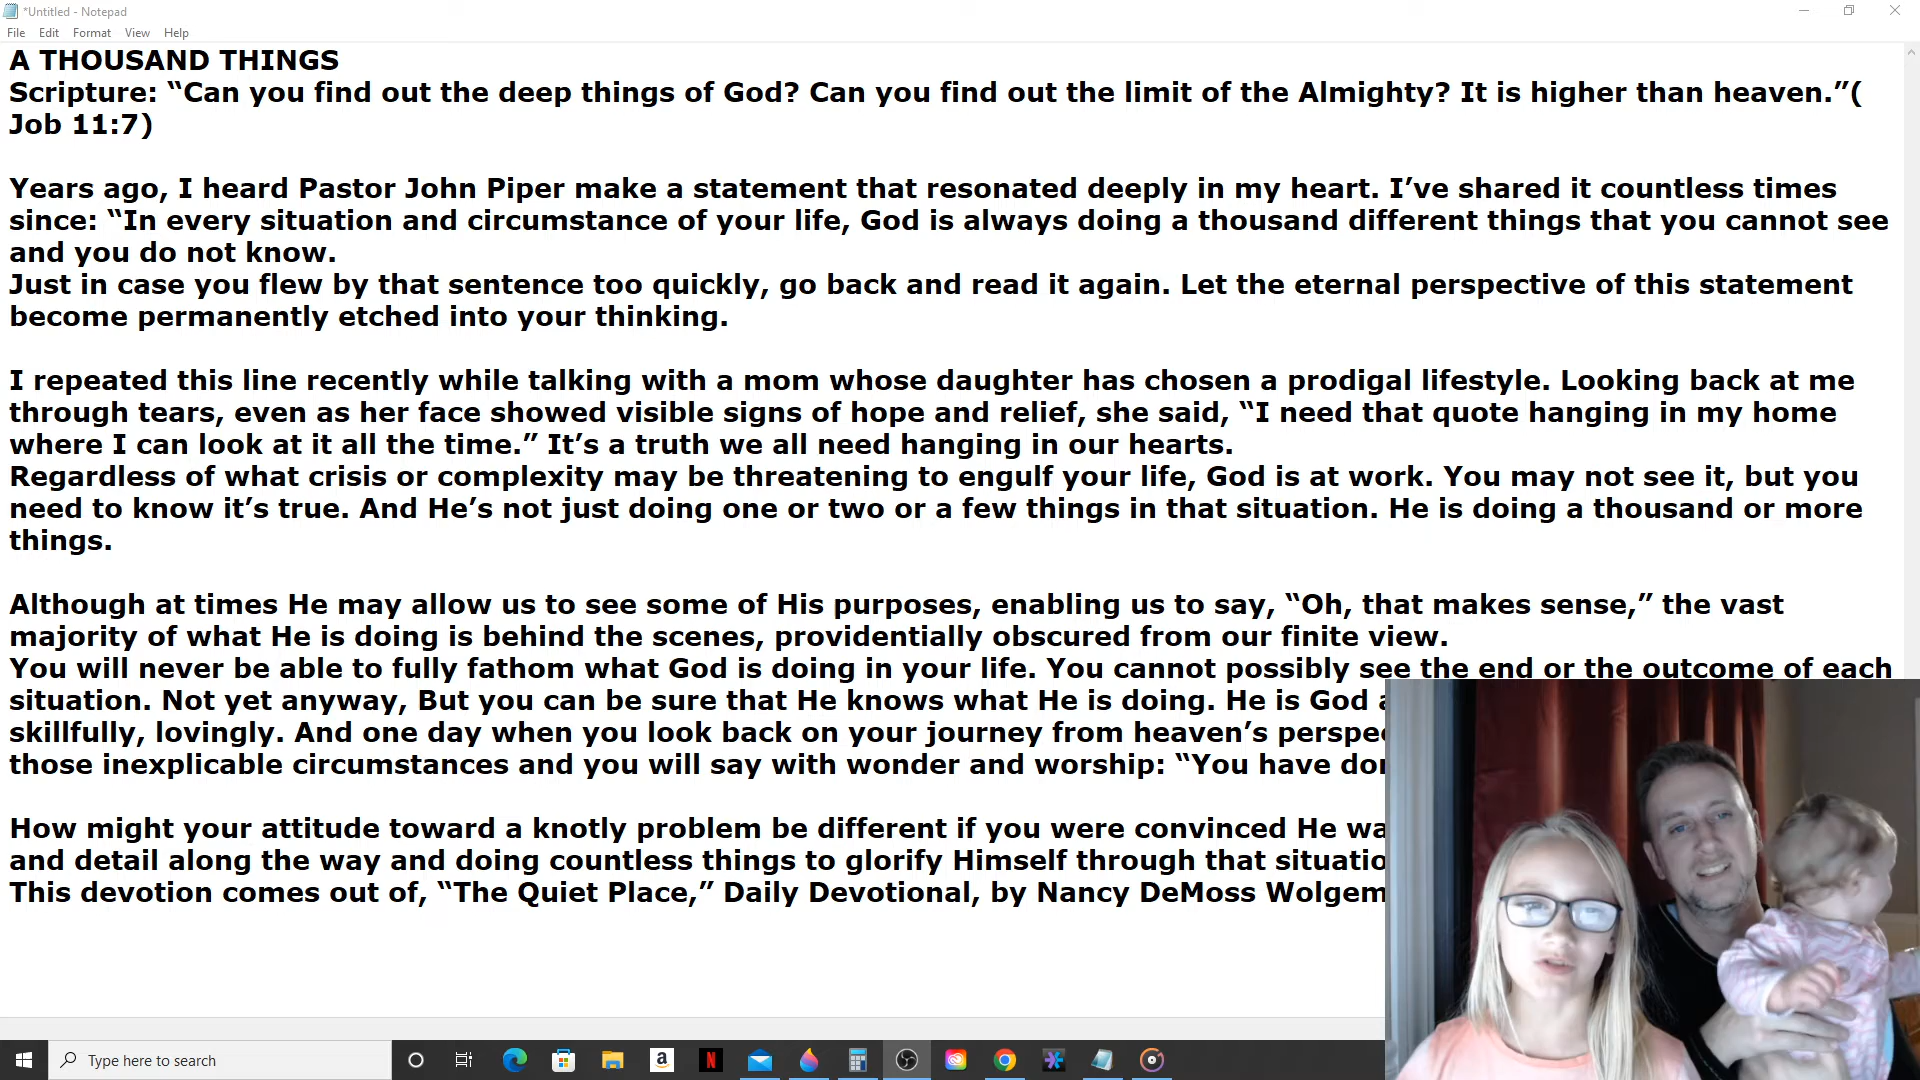 *Untitled - Notepad
File Edit Format View Help
A THOUSAND THINGS
Scripture: “Can you find out the deep things of God? Can you find out the limit of the Almighty? It is higher than heaven.”(
Job 11:7)
Years ago, I heard Pastor John Piper make a statement that resonated deeply in my heart. I’ve shared it countless times
since: “In every situation and circumstance of your life, God is always doing a thousand different things that you cannot see
and you do not know.
Just in case you flew by that sentence too quickly, go back and read it again. Let the eternal perspective of this statement
become permanently etched into your thinking.
I repeated this line recently while talking with a mom whose daughter has chosen a prodigal lifestyle. Looking back at me
through tears, even as her face showed visible signs of hope and relief, she said, “I need that quote hanging in my home
where I can look at it all the time.” It’s a truth we all need hanging in our hearts.
Regardless of what crisis or complexity may be threatening to engulf your life, God is at work. You may not see it, but you
need to know it’s true. And He’s not just doing one or two or a few things in that situation. He is doing a thousand or more
things.
Although at times He may allow us to see some of His purposes, enabling us to say, “Oh, that makes sense,” the vast
majority of what He is doing is behind the scenes, providentially obscured from our finite view.
You will never be able to fully fathom what God is doing in your life. You cannot possibly see the end or the outcome of each
situation. Not yet anyway, But you can be sure that He knows what He is doing. He is God
skillfully, lovingly. And one day when you look back on your journey from heaven’s
those inexplicable circumstances and you will say with wonder and worship: “You have
How might your attitude toward a knotly problem be different if you were convinced He
and detail along the way and doing countless things to glorify Himself through that
This devotion comes out of, “The Quiet Place,” Daily Devotional, by Nancy DeMoss
Type here to search
a
N